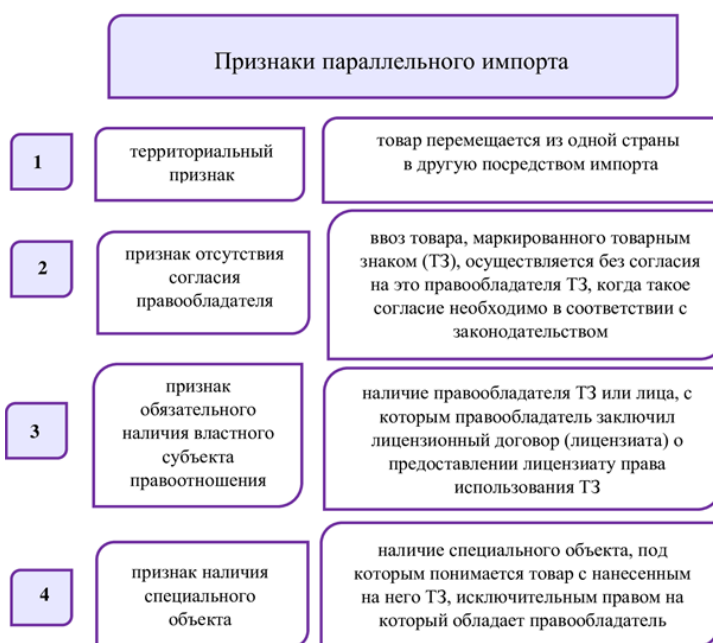 Признаки параллельного импорта
1
территориальный
признак
товар перемещается из одной страны
в другую посредством импорта
2
признак отсутствия
согласия
правообладателя
ввоз товара, маркированного товарным
знаком (ТЗ), осуществляется без согласия
на это правообладателя ТЗ, когда такое
согласие необходимо в соответствии с
законодательством
3
признак
обязательного
наличия властного
субъекта
правоотношения
наличие правообладателя ТЗ или лица, с
которым правообладатель заключил
лицензионный договор (лицензиата) о
предоставлении лицензиату права
использования ТЗ
4
признак наличия
специального
объекта
наличие специального объекта, под
которым понимается товар с нанесенным
на него ТЗ, исключительным правом на
который обладает правообладатель